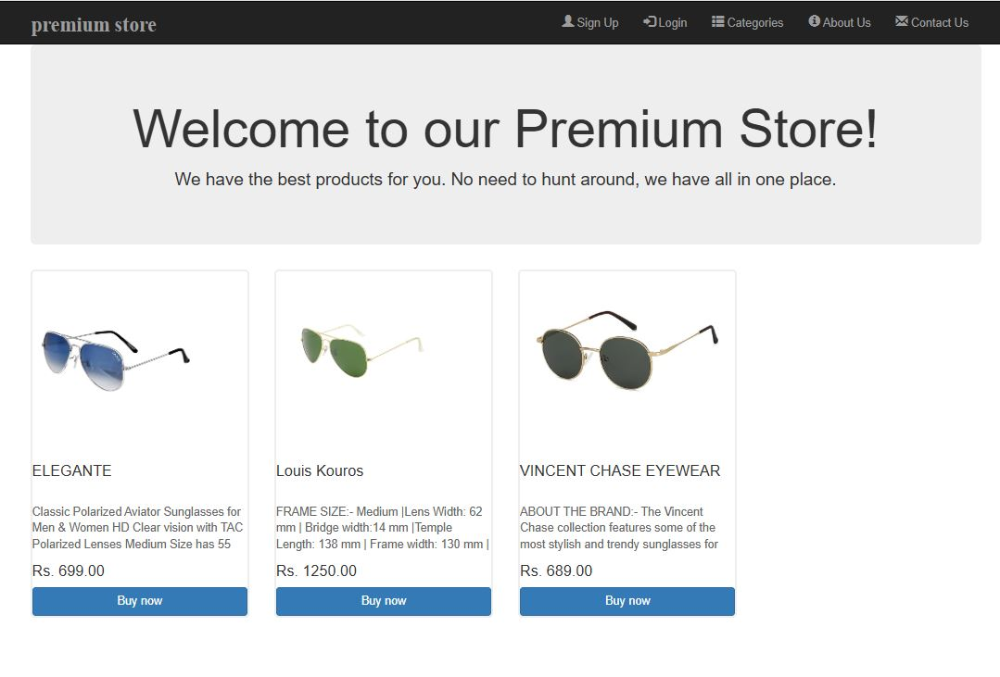 premium store
Sign Up
Login
Categories
About Us
Contact Us
Welcome to our Premium Store!
We have the best products for you. No need to hunt around, we have all in one place.
ELEGANTE
Classic Polarized Aviator Sunglasses for
Men & Women HD Clear vision with TAC
Polarized Lenses Medium Size has 55
Rs. 699.00
Buy now
Louis Kouros
FRAME SIZE:- Medium |Lens Width: 62
mm | Bridge width:14 mm |Temple
Length: 138 mm | Frame width: 130 mm |
Rs. 1250.00
Buy now
VINCENT CHASE EYEWEAR
ABOUT THE BRAND:- The Vincent
Chase collection features some of the
most stylish and trendy sunglasses for
Rs. 689.00
Buy now